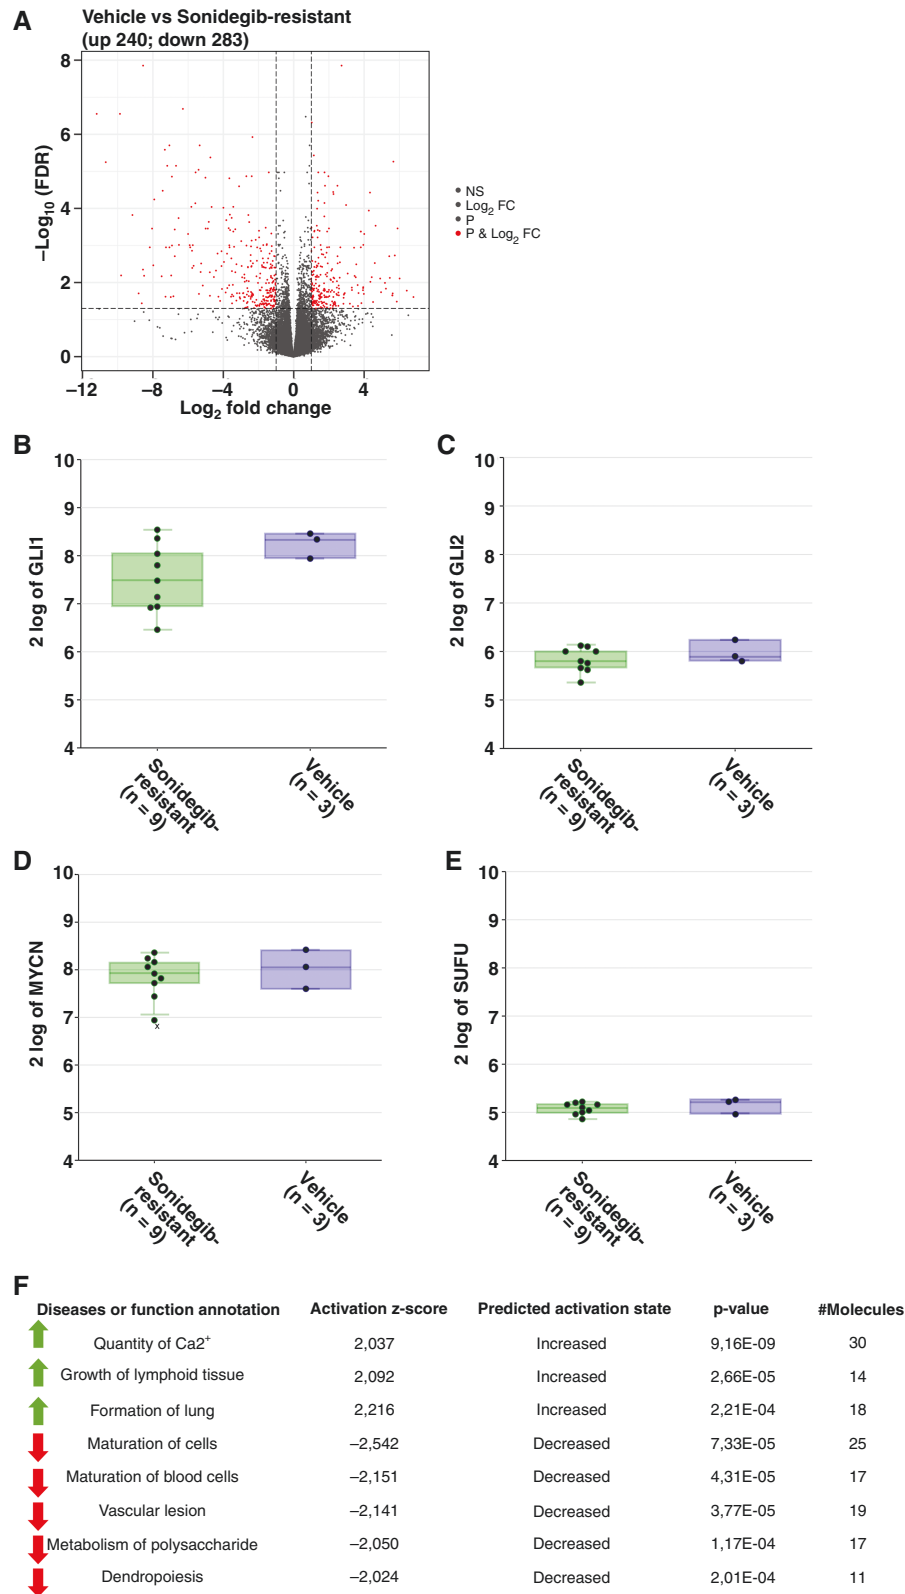 A
Vehicle vs Sonidegib-resistant
(up 240; down 283)
8
6
4
2
0
−Log10 (FDR)
−12 −8 −4 0 4
Log2 fold change
NS
Log2 FC
P
P & Log2 FC
B
10
9
8
7
6
5
4
2 log of GLI1
Sonidegib-
resistant
(n = 9)
Vehicle
(n = 3)
C
10
9
8
7
6
5
4
2 log of GLI2
Sonidegib-
resistant
(n = 9)
Vehicle
(n = 3)
D
10
9
8
7
6
5
4
2 log of MYCN
x
Sonidegib-
resistant
(n = 9)
Vehicle
(n = 3)
E
10
9
8
7
6
5
4
2 log of SUFU
Sonidegib-
resistant
(n = 9)
Vehicle
(n = 3)
F
Diseases or function annotation Activation z-score Predicted activation state p-value #Molecules
Quantity of Ca2+ 2,037 Increased 9,16E-09 30
Growth of lymphoid tissue 2,092 Increased 2,66E-05 14
Formation of lung 2,216 Increased 2,21E-04 18
Maturation of cells −2,542 Decreased 7,33E-05 25
Maturation of blood cells −2,151 Decreased 4,31E-05 17
Vascular lesion −2,141 Decreased 3,77E-05 19
Metabolism of polysaccharide −2,050 Decreased 1,17E-04 17
Dendropoiesis −2,024 Decreased 2,01E-04 11